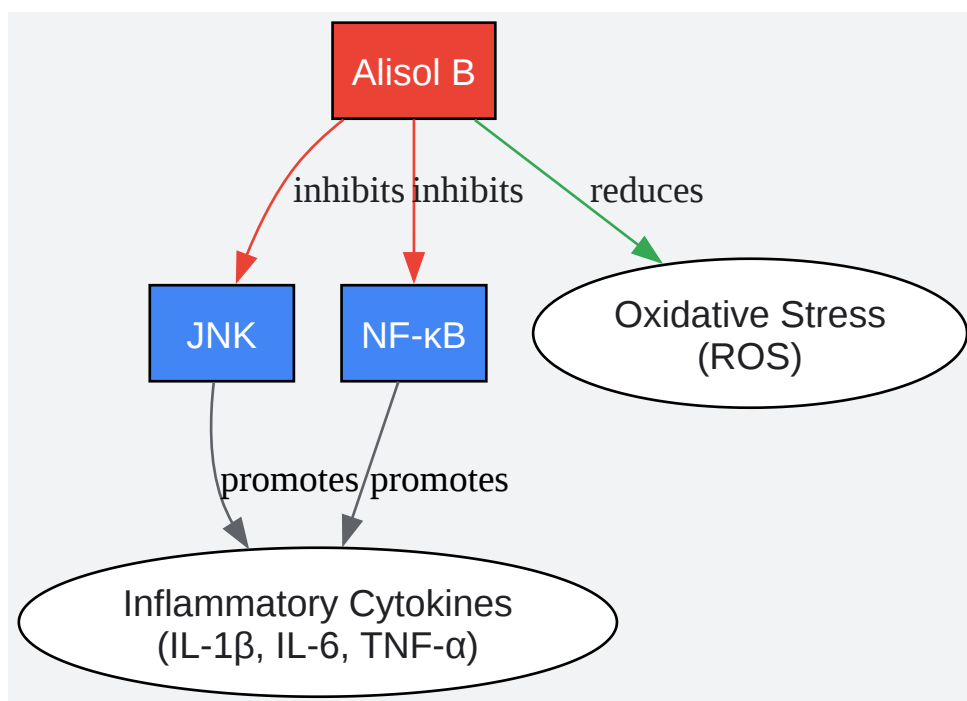 Alisol B
inhibits inhibits reduces
JNK NF-κB
Oxidative Stress
(ROS)
promotes promotes
Inflammatory Cytokines
(IL-1β, IL-6, TNF-α)